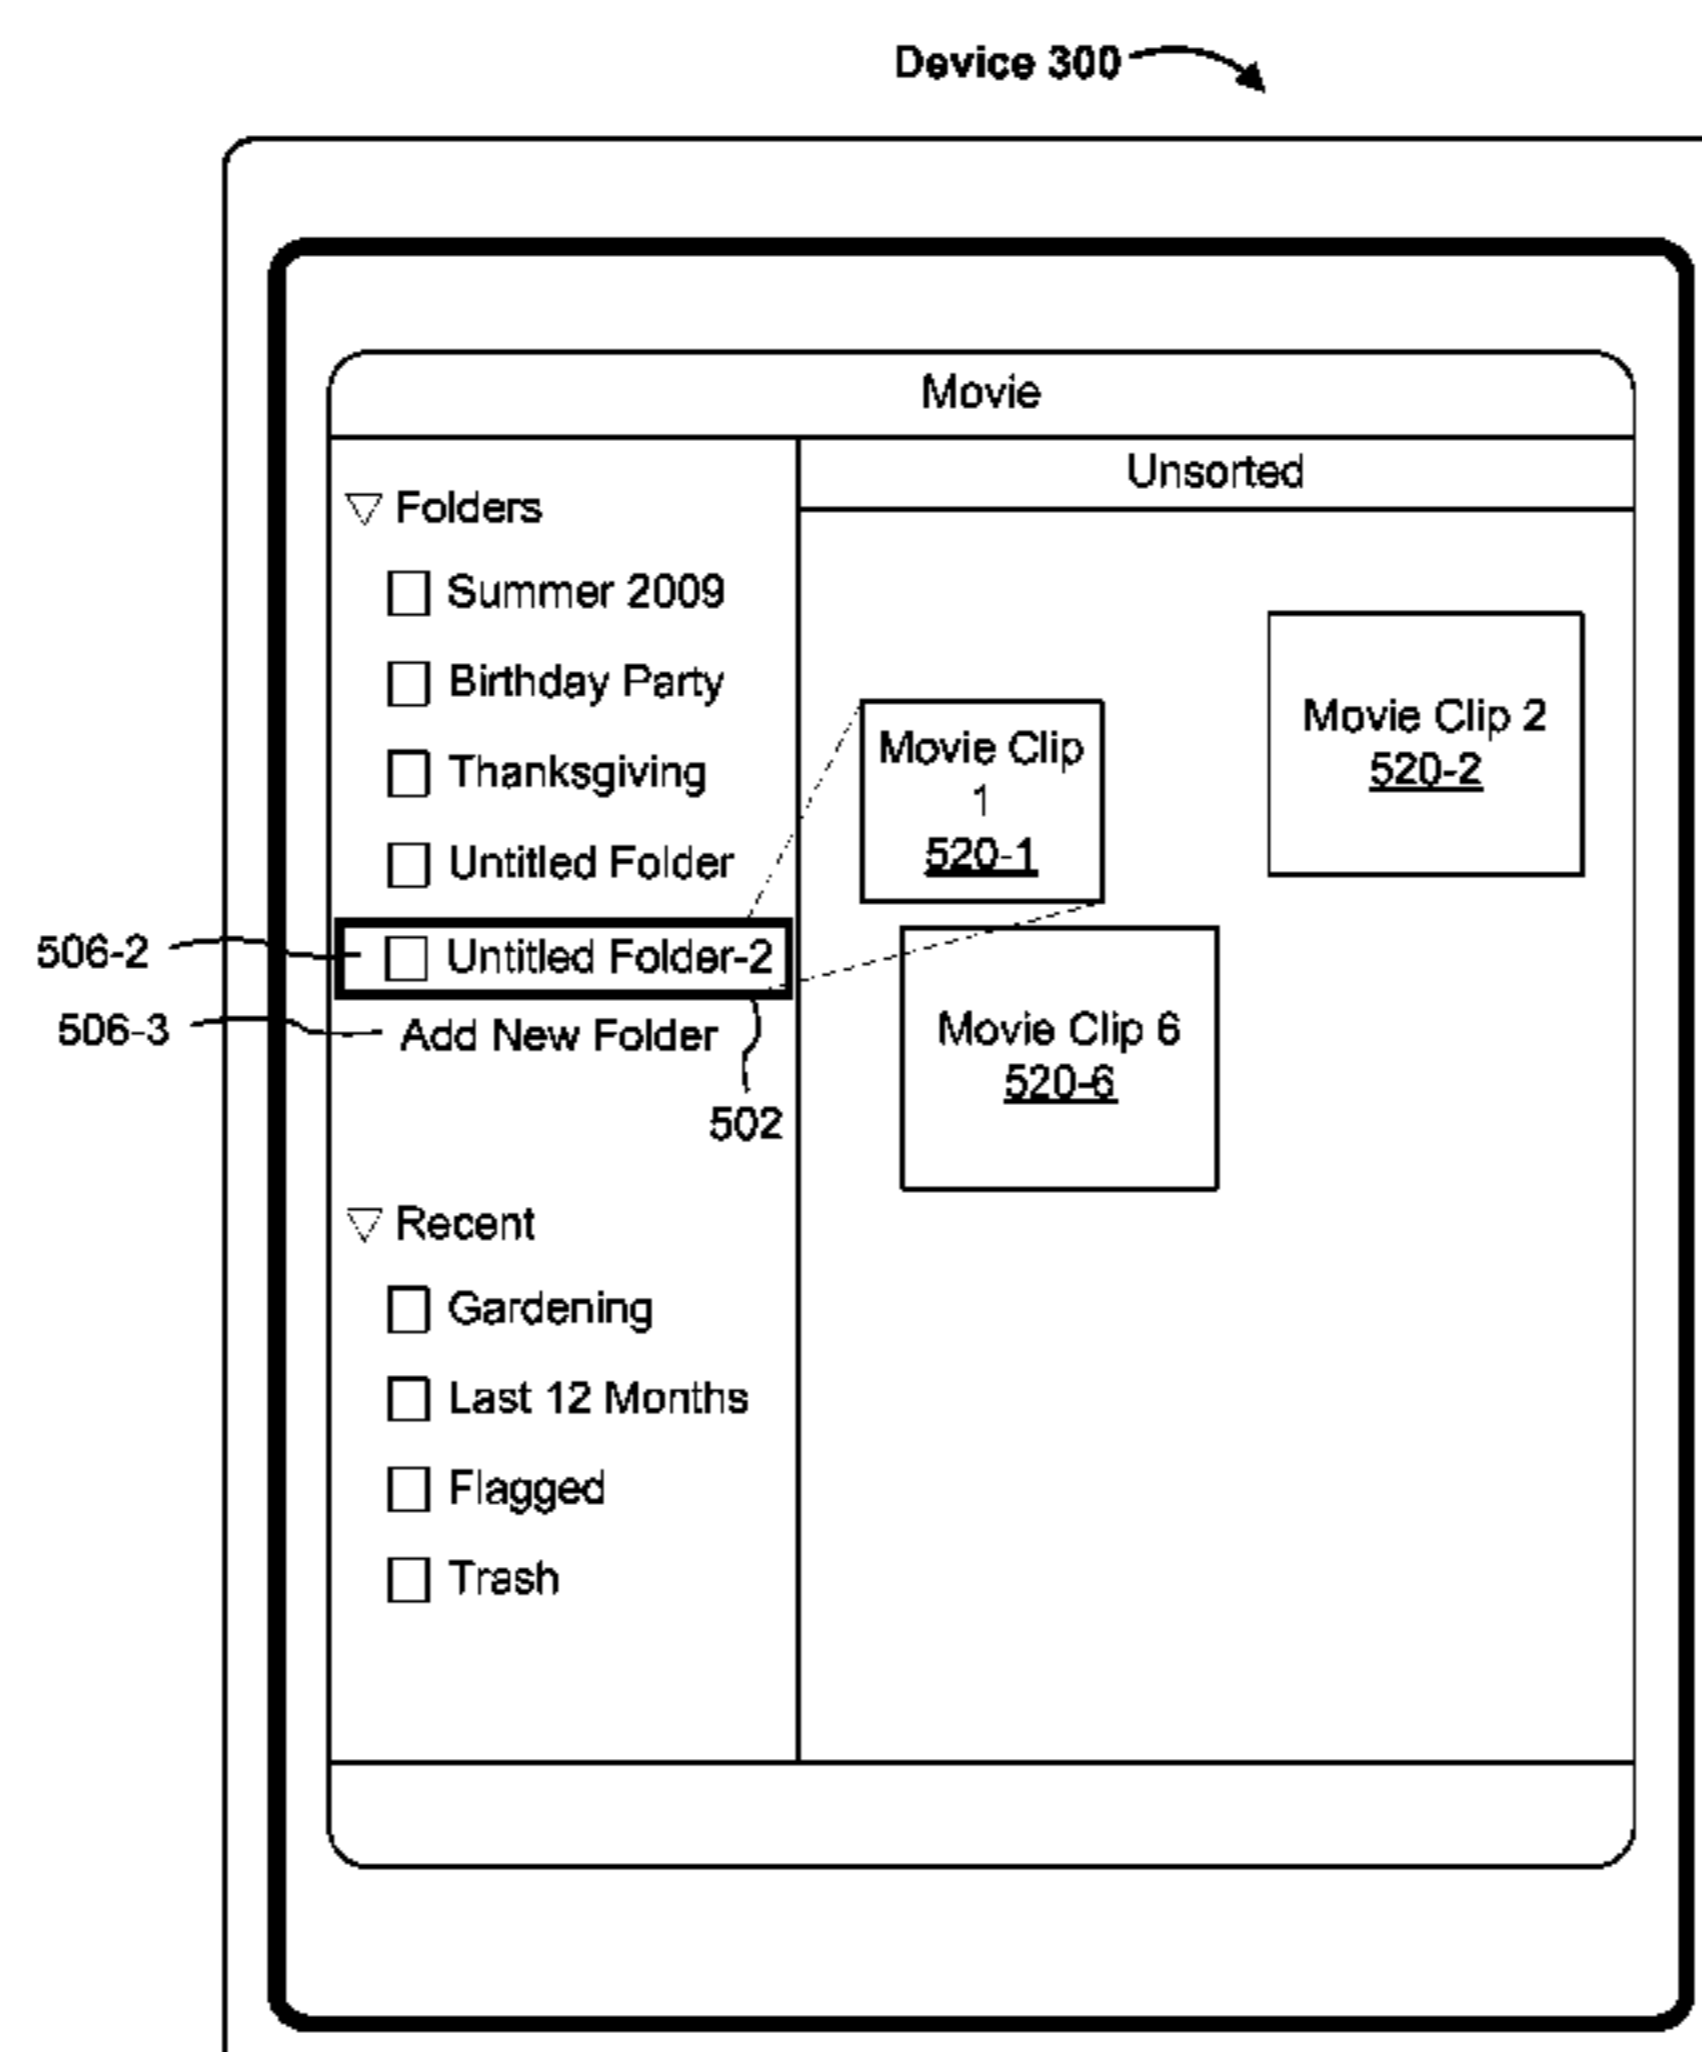 Device 300
Movie
Folders
Summer 2009
Birthday Party
Thanksgiving
Untitled Folder
506-2
Untitled Folder-2
506-3
Add New Folder
502
Recent
Gardening
Last 12 Months
Flagged
Trash
Unsorted
Movie Clip
1
520-1
Movie Clip 2
520-2
Movie Clip 6
520-6